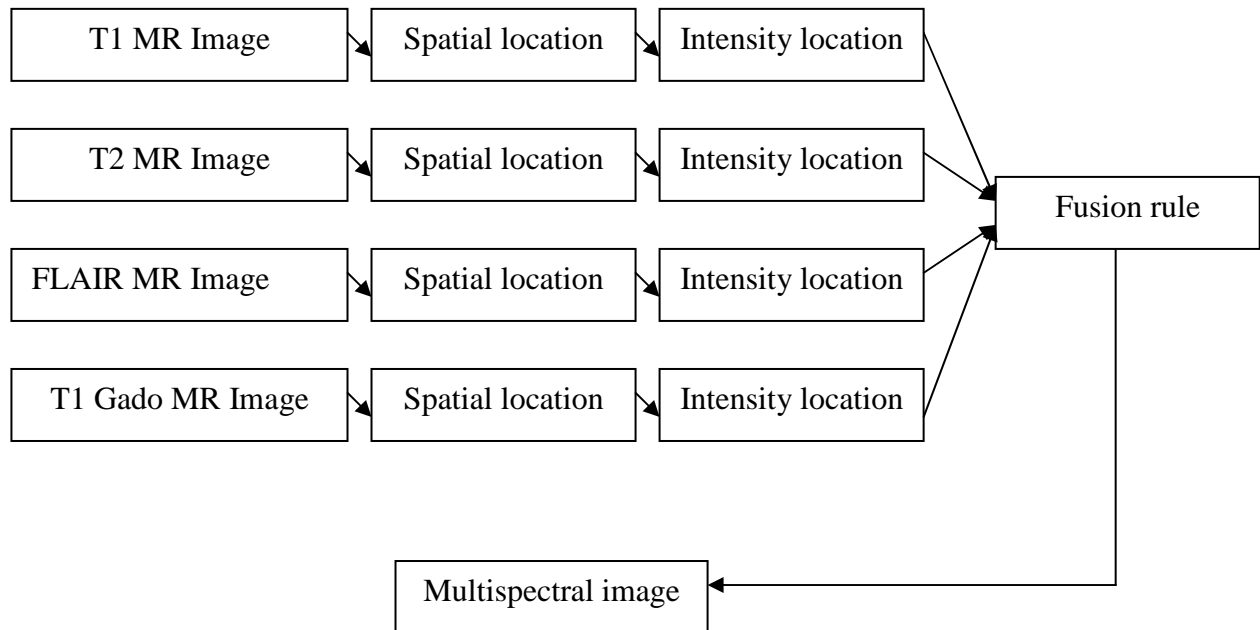 T1 MR Image
Spatial location
Intensity location
T2 MR Image
Spatial location
Intensity location
Fusion rule
FLAIR MR Image
Spatial location
Intensity location
T1 Gado MR Image
Spatial location
Intensity location
Multispectral image